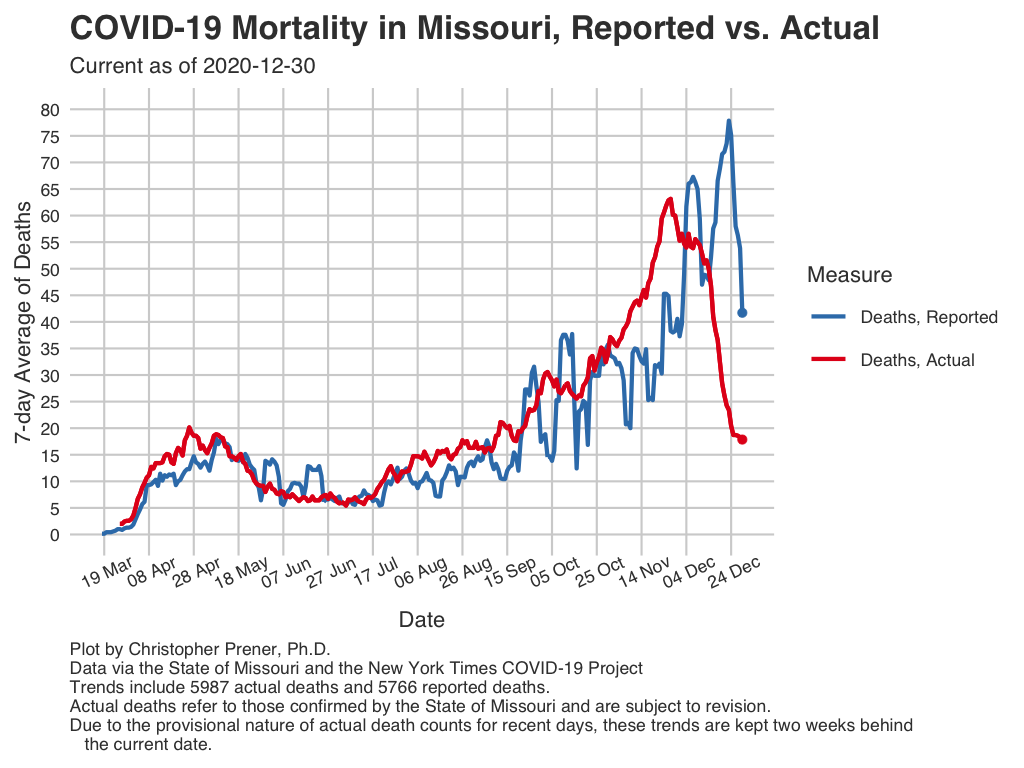 COVID-19 Mortality in Missouri, Reported vs. Actual
Current as of 2020-12-30
80
75
70
65
60
55
50
45
40
35
30
25
20
15
10
5
0
7-day Average of Deaths
19 Mar
08 Apr
28 Apr
18 May
07 Jun
27 Jun
17 Jul
06 Aug
26 Aug
15 Sep
05 Oct
25 Oct
14 Nov
04 Dec
24 Dec
Date
Measure
Deaths, Reported
Deaths, Actual
Plot by Christopher Prener, Ph.D.
Data via the State of Missouri and the New York Times COVID-19 Project
Trends include 5987 actual deaths and 5766 reported deaths.
Actual deaths refer to those confirmed by the State of Missouri and are subject to revision.
Due to the provisional nature of actual death counts for recent days, these trends are kept two weeks behind
the current date.